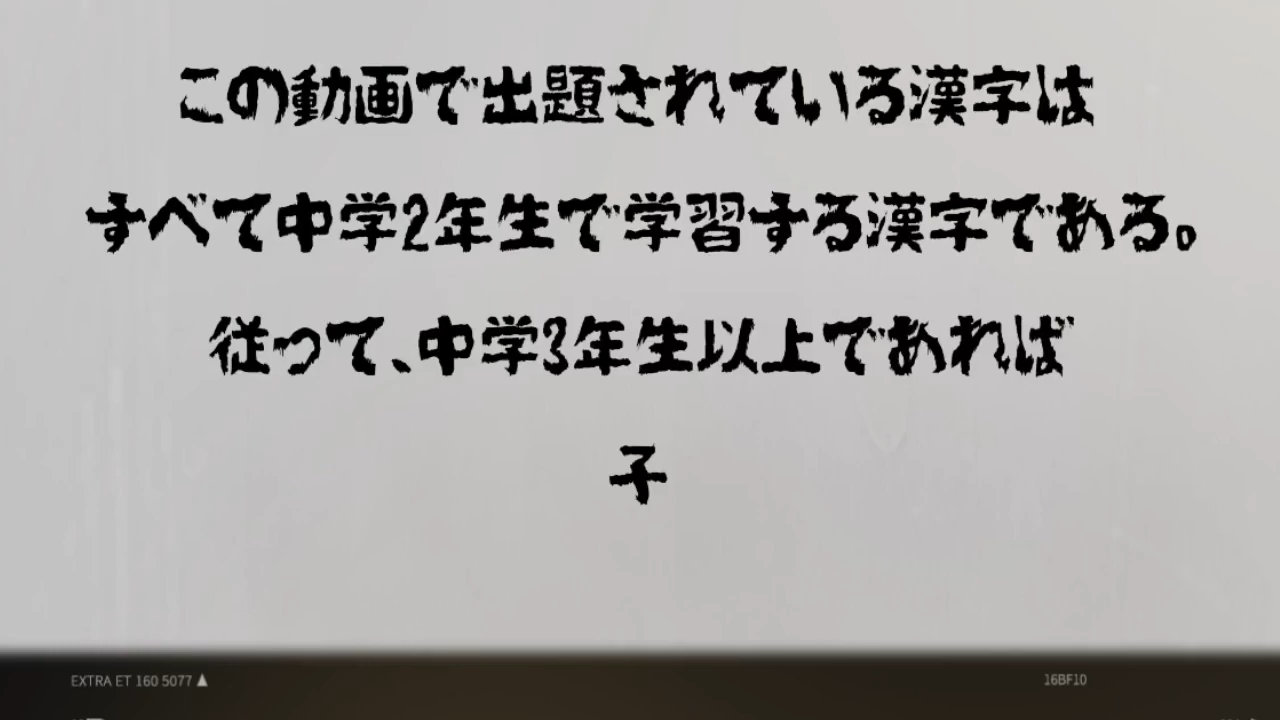 この動画で出題されている漢字は
すべて中学2年生で学習する漢字である。
従って、中学3年生以上であれば
子
EXTRA ET 160 5077 ▲
16BF10